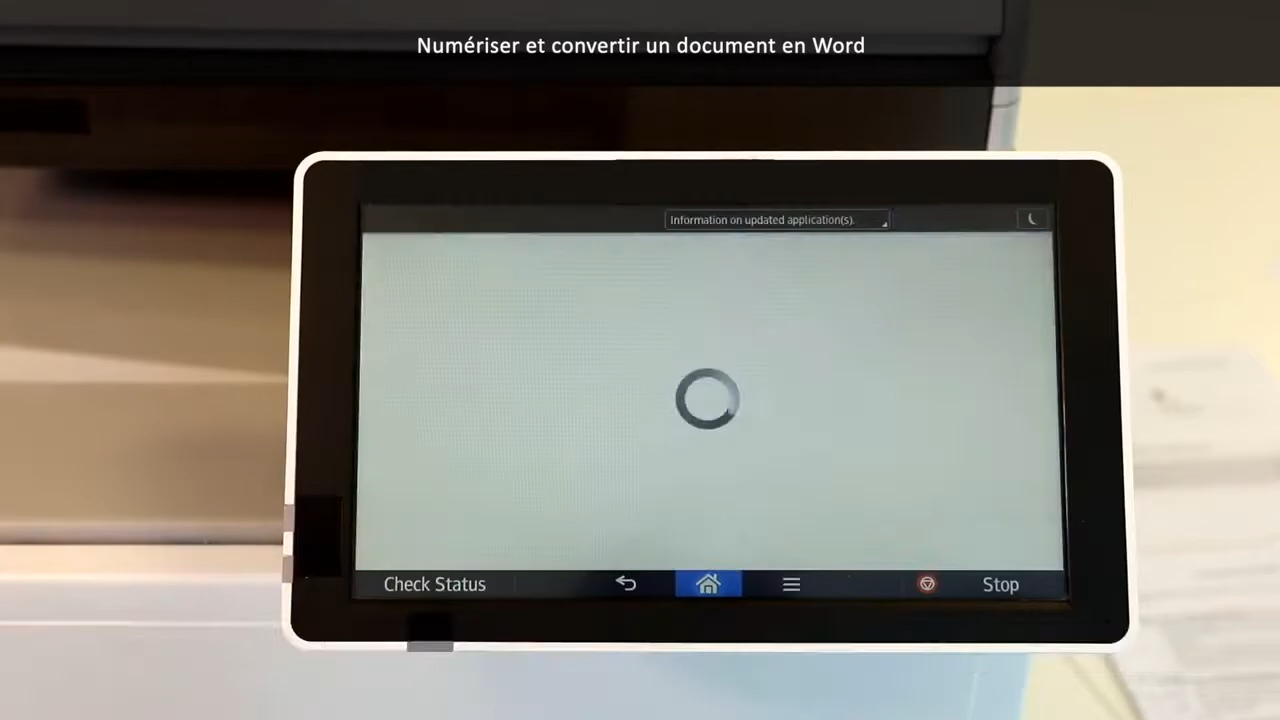 Numériser et convertir un document en Word
Information on updated application(s).
Check Status
Stop